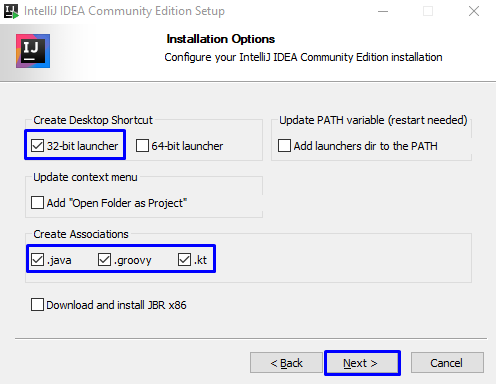 IntelliJ IDEA Community Edition Setup
IJ
Installation Options
Configure your IntelliJ IDEA Community Edition installation
Create Desktop Shortcut
32-bit launcher
64-bit launcher
Update PATH variable (restart needed)
Add launchers dir to the PATH
Update context menu
Add "Open Folder as Project"
Create Associations
.java
.groovy
.kt
Download and install JBR x86
< Back
Next >
Cancel